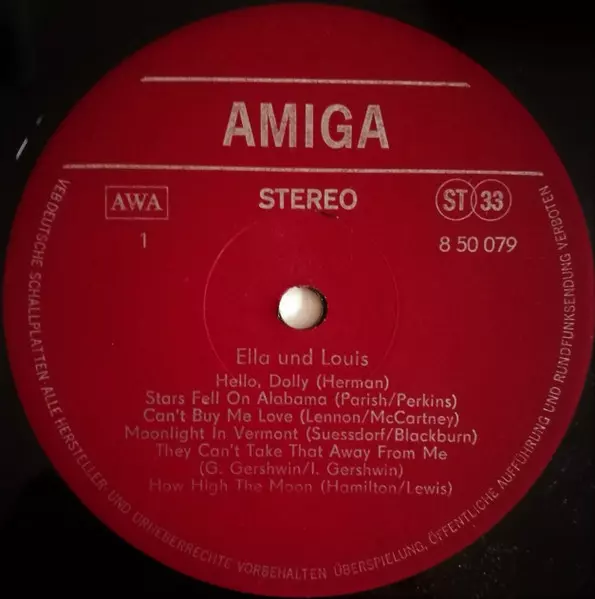 AMIGA
AWA
STEREO
ST 33
1
8 50 079
Ella und Louis
Hello, Dolly (Herman)
Stars Fell On Alabama (Parish/Perkins)
Can't Buy Me Love (Lennon/McCartney)
Moonlight In Vermont (Suessdorf/Blackburn)
They Can't Take That Away From Me
(G. Gershwin/I. Gershwin)
How High The Moon (Hamilton/Lewis)
VEB DEUTSCHE SCHALLPLATTEN ALLE HERSTELLER- UND URHEBERRECHTE VORBEHALTEN ÜBERSPIELUNG, ÖFFENTLICHE AUFFÜHRUNG UND RUNDFUNKSENDUNG VERBOTEN